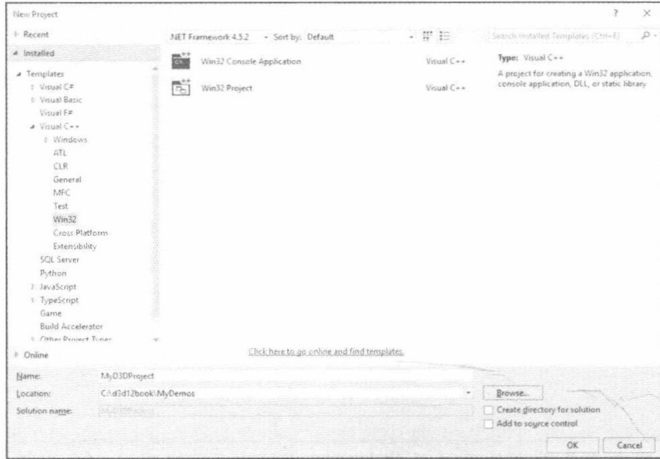 New Project
? ×
Recent
.NET Framework 4.5.2 Sort by: Default
Search Installed Templates (Ctrl+E)
Installed
Win32 Console Application Visual C++
Type: Visual C++
A project for creating a Win32 application, console application, DLL, or static library
Win32 Project Visual C++
Templates
Visual C#
Visual Basic
Visual F#
Visual C++
Windows
ATL
CLR
General
MFC
Test
Win32
Cross Platform
Extensibility
SQL Server
Python
JavaScript
TypeScript
Game
Build Accelerator
Other Project Types
Online
Click here to go online and find templates.
Name: MyD3DProject
Location: C:\d3d12book\MyDemos
Browse...
Solution name: MyD3DProject
Create directory for solution
Add to source control
OK Cancel